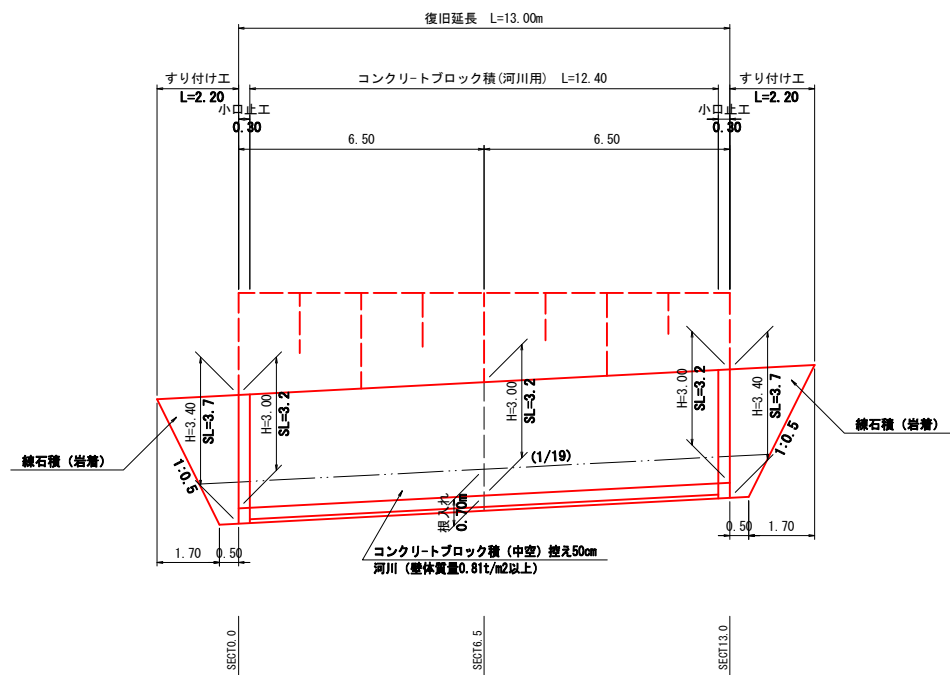 復旧延長 L=13.00m
すり付け工
L=2.20
コンクリートブロック積(河川用) L=12.40
すり付け工
L=2.20
小口止工
0.30
小口止工
0.30
6.50
6.50
H=3.40
SL=3.7
H=3.00
SL=3.2
H=3.00
SL=3.2
H=3.00
SL=3.2
H=3.40
SL=3.7
練石積(岩着)
練石積(岩着)
1:0.5
1:0.5
(1/19)
根入れ
0.70m
コンクリートブロック積(中空)控え50cm
河川(壁体質量0.81t/m2以上)
1.70
0.50
0.50
1.70
SECT0.0
SECT6.5
SECT13.0